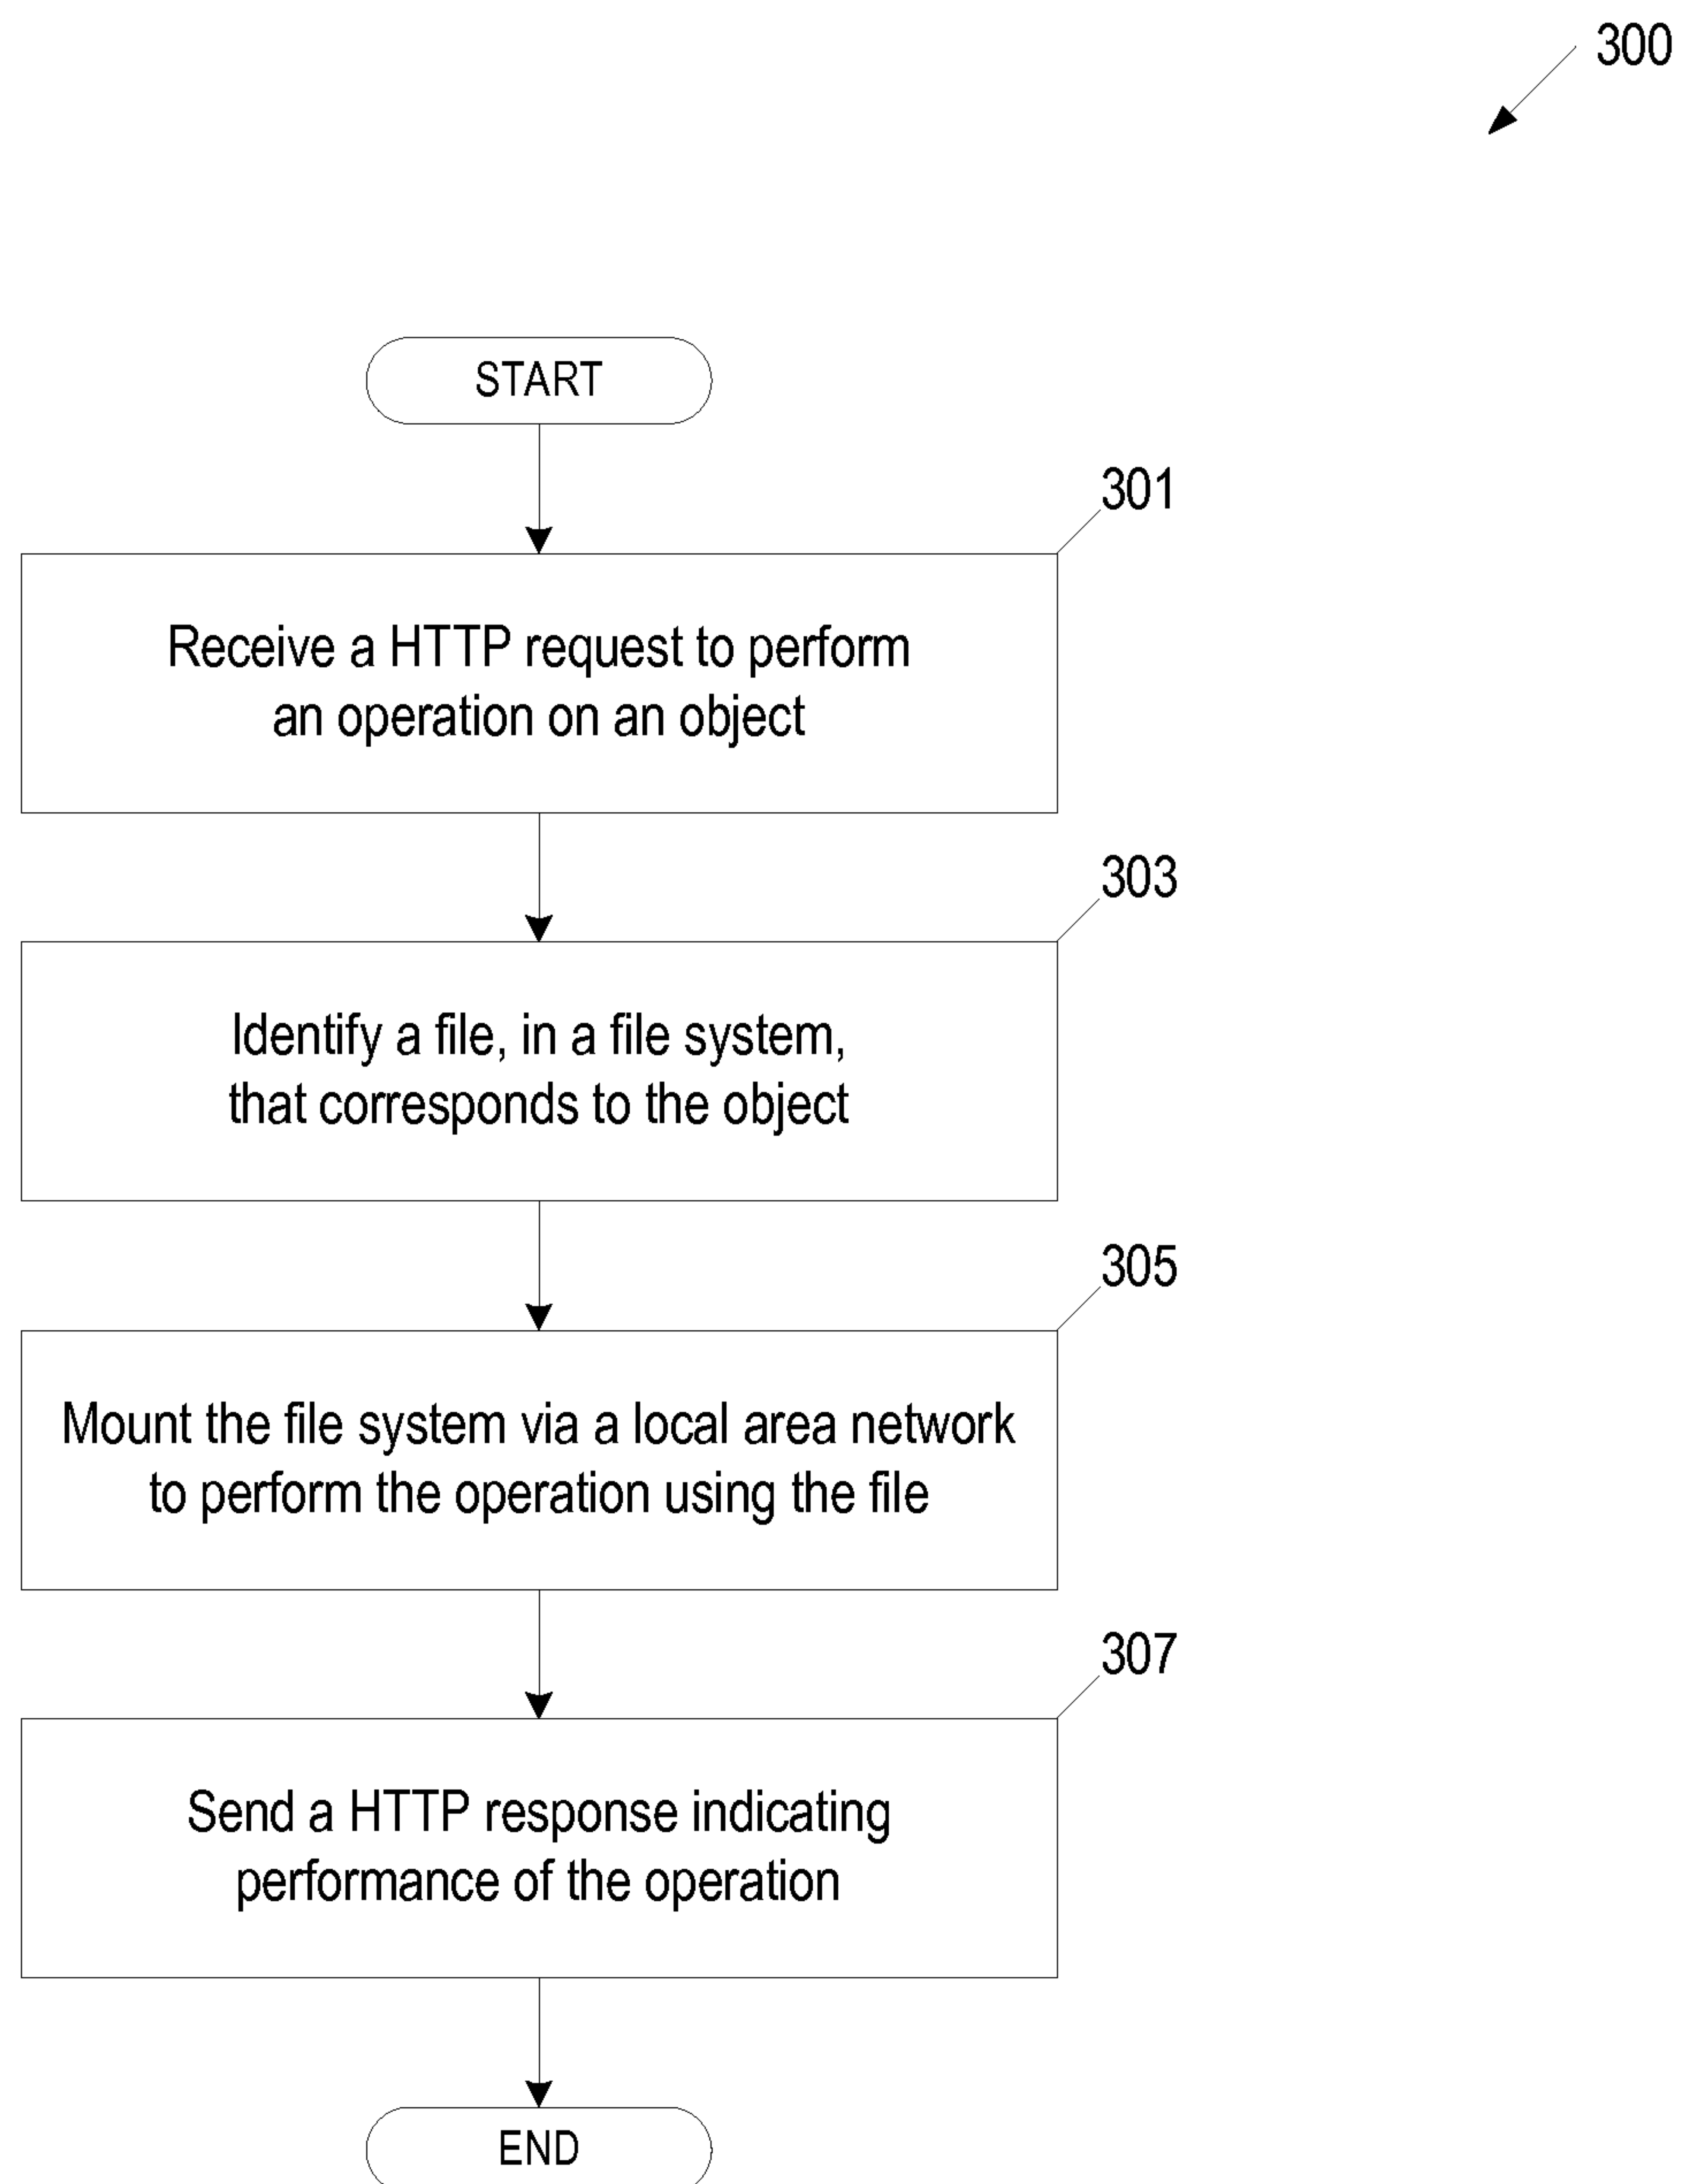 300
START
301
Receive a HTTP request to perform
an operation on an object
303
Identify a file, in a file system,
that corresponds to the object
305
Mount the file system via a local area network
to perform the operation using the file
307
Send a HTTP response indicating
performance of the operation
END